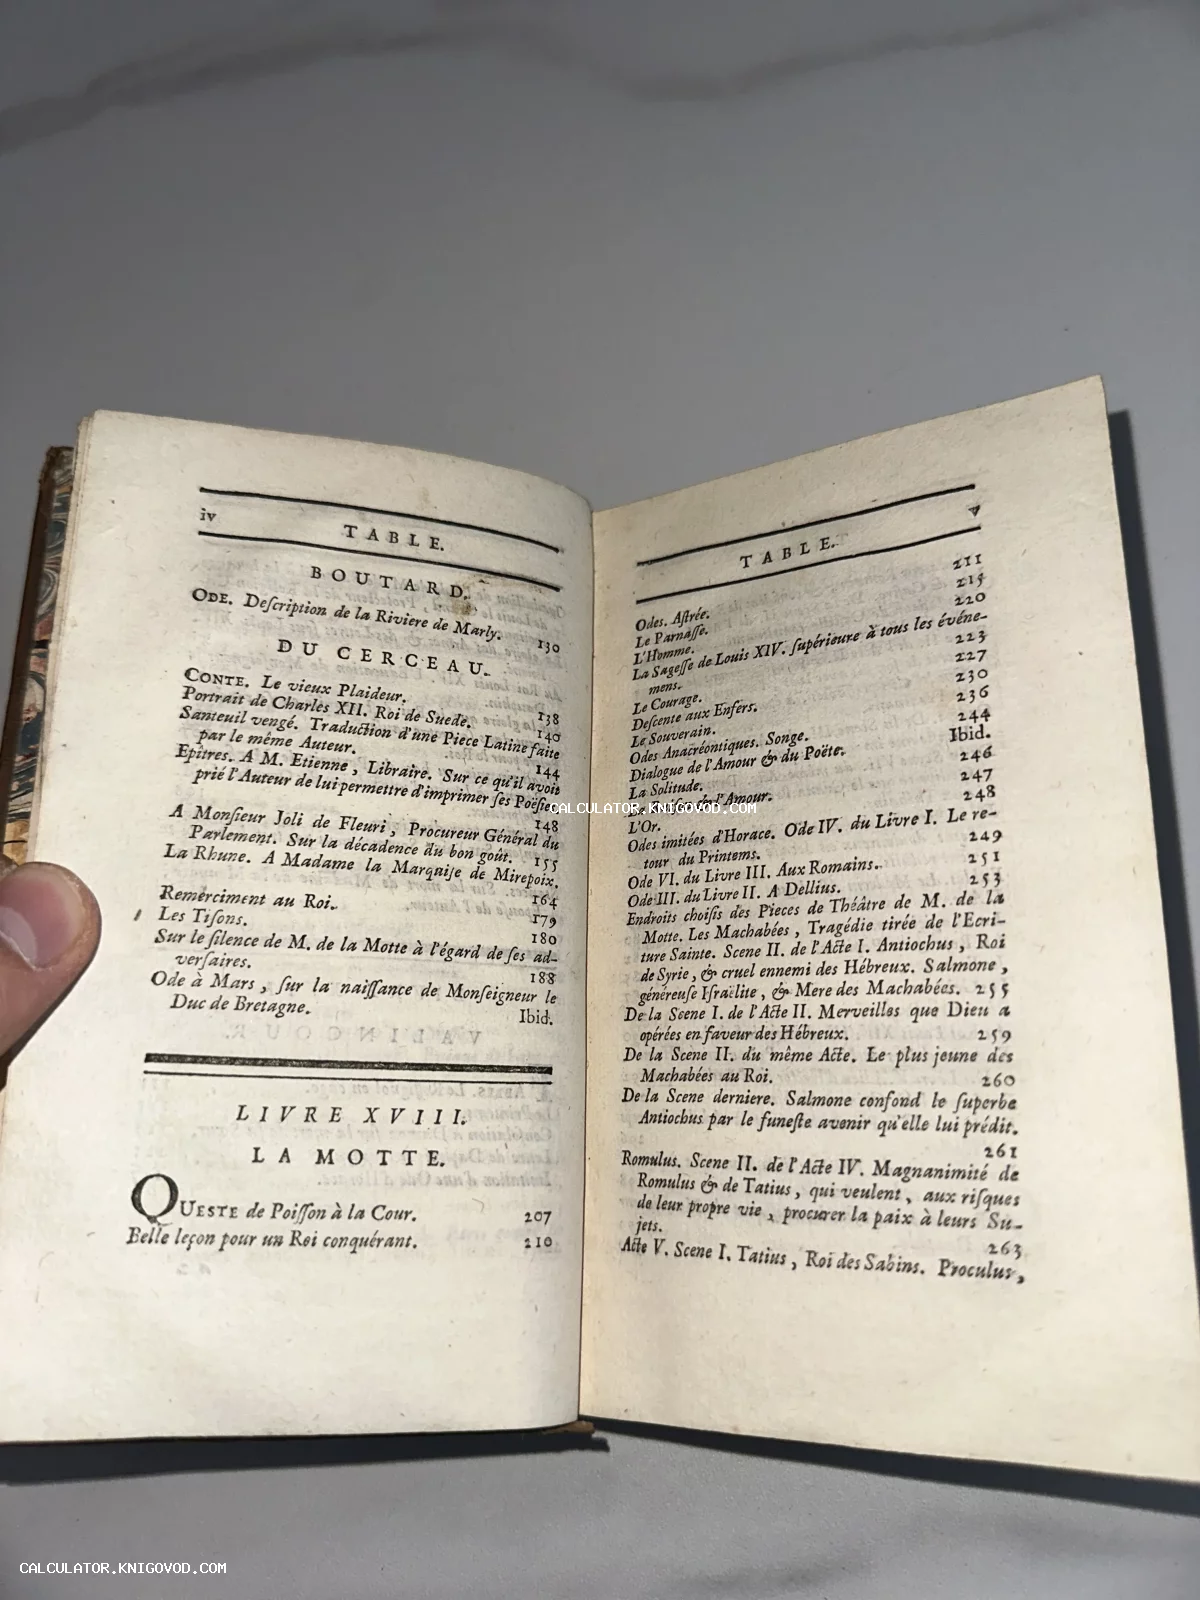 iv
TABLE.
BOUTARD.
ODE. Deſcription de la Riviere de Marly. 130
DU CERCEAU.
CONTE. Le vieux Plaideur. 138
Portrait de Charles XII. Roi de Suede. 140
Santeuil vengé. Traduction d'une Piece Latine faite
par le même Auteur. 144
Epîtres. A M. Etienne, Libraire. Sur ce qu'il avoit
prié l'Auteur de lui permettre d'imprimer ſes Poëſies.
148
A Monſieur Joli de Fleuri, Procureur Général du
Parlement. Sur la décadence du bon goût. 155
La Rhune. A Madame la Marquiſe de Mirepoix.
164
Remerciment au Roi. 179
Les Tiſons. 180
Sur le ſilence de M. de la Motte à l'égard de ſes ad-
verſaires. 188
Ode à Mars, ſur la naiſſance de Monſeigneur le
Duc de Bretagne. Ibid.
LIVRE XVIII.
LA MOTTE.
QUESTE de Poiſſon à la Cour. 207
Belle leçon pour un Roi conquérant. 210
v
TABLE.
Odes. Aſtrée. 211
Le Parnaſſe. 215
L'Homme. 220
La Sageſſe de Louis XIV. ſupérieure à tous les événe-
mens. 223
Le Courage. 227
Deſcente aux Enfers. 230
Le Souverain. 236
Odes Anacréontiques. Songe. 244
Dialogue de l'Amour & du Poëte. Ibid.
La Solitude. 246
l'Amour. 247
L'Or. 248
Odes imitées d'Horace. Ode IV. du Livre I. Le re-
tour du Printems. 249
Ode VI. du Livre III. Aux Romains. 251
Ode III. du Livre II. A Dellius. 253
Endroits choiſis des Pieces de Théâtre de M. de la
Motte. Les Machabées, Tragédie tirée de l'Ecri-
ture Sainte. Scene II. de l'Acte I. Antiochus, Roi
de Syrie, & cruel ennemi des Hébreux. Salmone,
généreuſe Iſraëlite, & Mere des Machabées. 255
De la Scene I. de l'Acte II. Merveilles que Dieu a
opérées en faveur des Hébreux. 259
De la Scene II. du même Acte. Le plus jeune des
Machabées au Roi. 260
De la Scene derniere. Salmone confond le ſuperbe
Antiochus par le funeſte avenir qu'elle lui prédit.
261
Romulus. Scene II. de l'Acte IV. Magnanimité de
Romulus & de Tatius, qui veulent, aux riſques
de leur propre vie, procurer la paix à leurs Su-
jets. 263
Acte V. Scene I. Tatius, Roi des Sabins. Proculus,
CALCULATOR.KNIGOVOD.COM
CALCULATOR.KNIGOVOD.COM